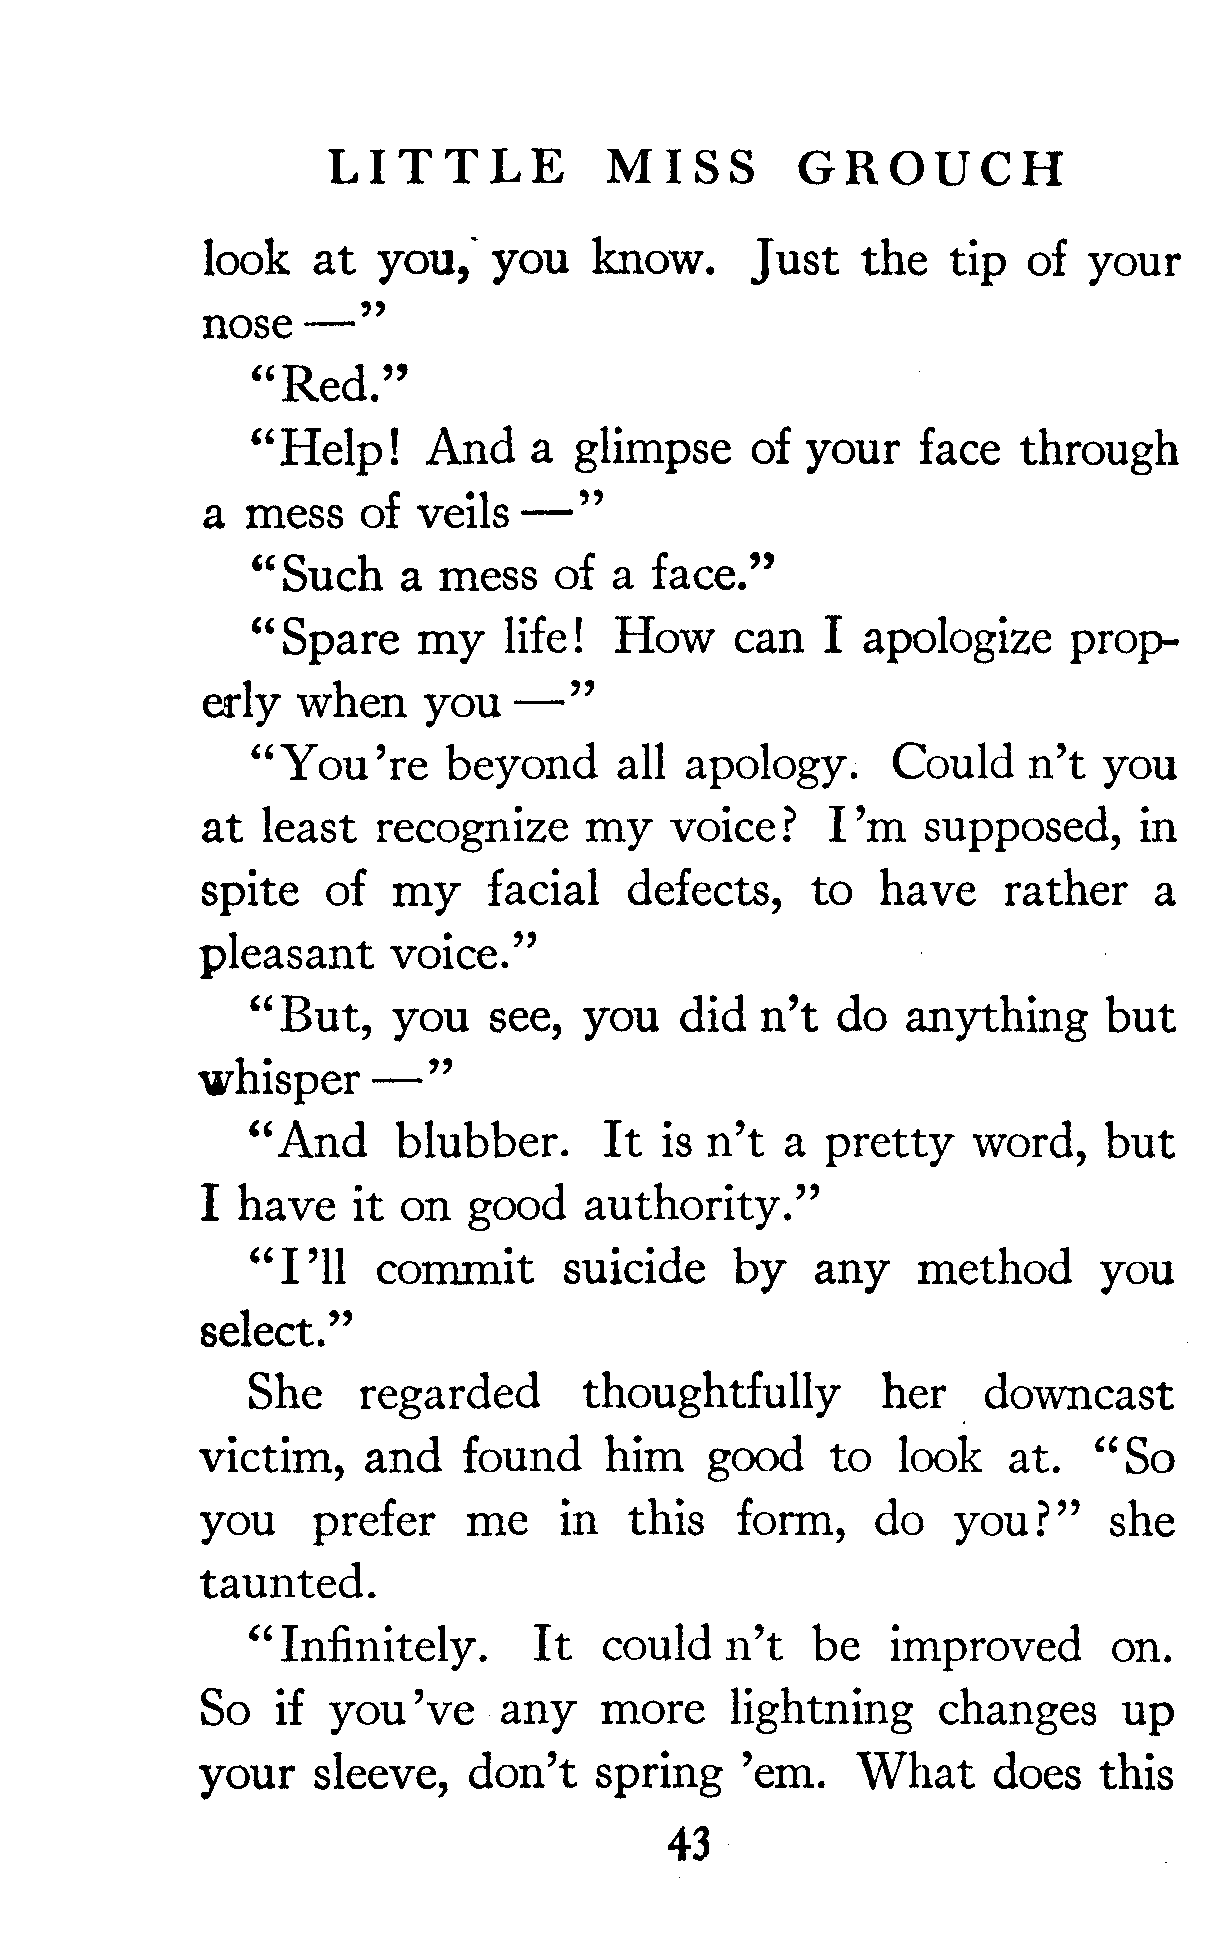 LITTLE MISS GROUCH
look at you, you know. Just the tip of your
nose —”
“Red.”
“Help! And a glimpse of your face through
a mess of veils —”
“Such a mess of a face.”
“Spare my life! How can I apologize prop-
erly when you —”
“You 're beyond all apology. Could n't you
at least recognize my voice? I 'm supposed, in
spite of my facial defects, to have rather a
pleasant voice.”
“But, you see, you did n't do anything but
whisper —”
“And blubber. It is n't a pretty word, but
I have it on good authority.”
“I 'll commit suicide by any method you
select.”
She regarded thoughtfully her downcast
victim, and found him good to look at. “So
you prefer me in this form, do you?” she
taunted.
“Infinitely. It could n't be improved on.
So if you 've any more lightning changes up
your sleeve, don't spring 'em. What does this
43